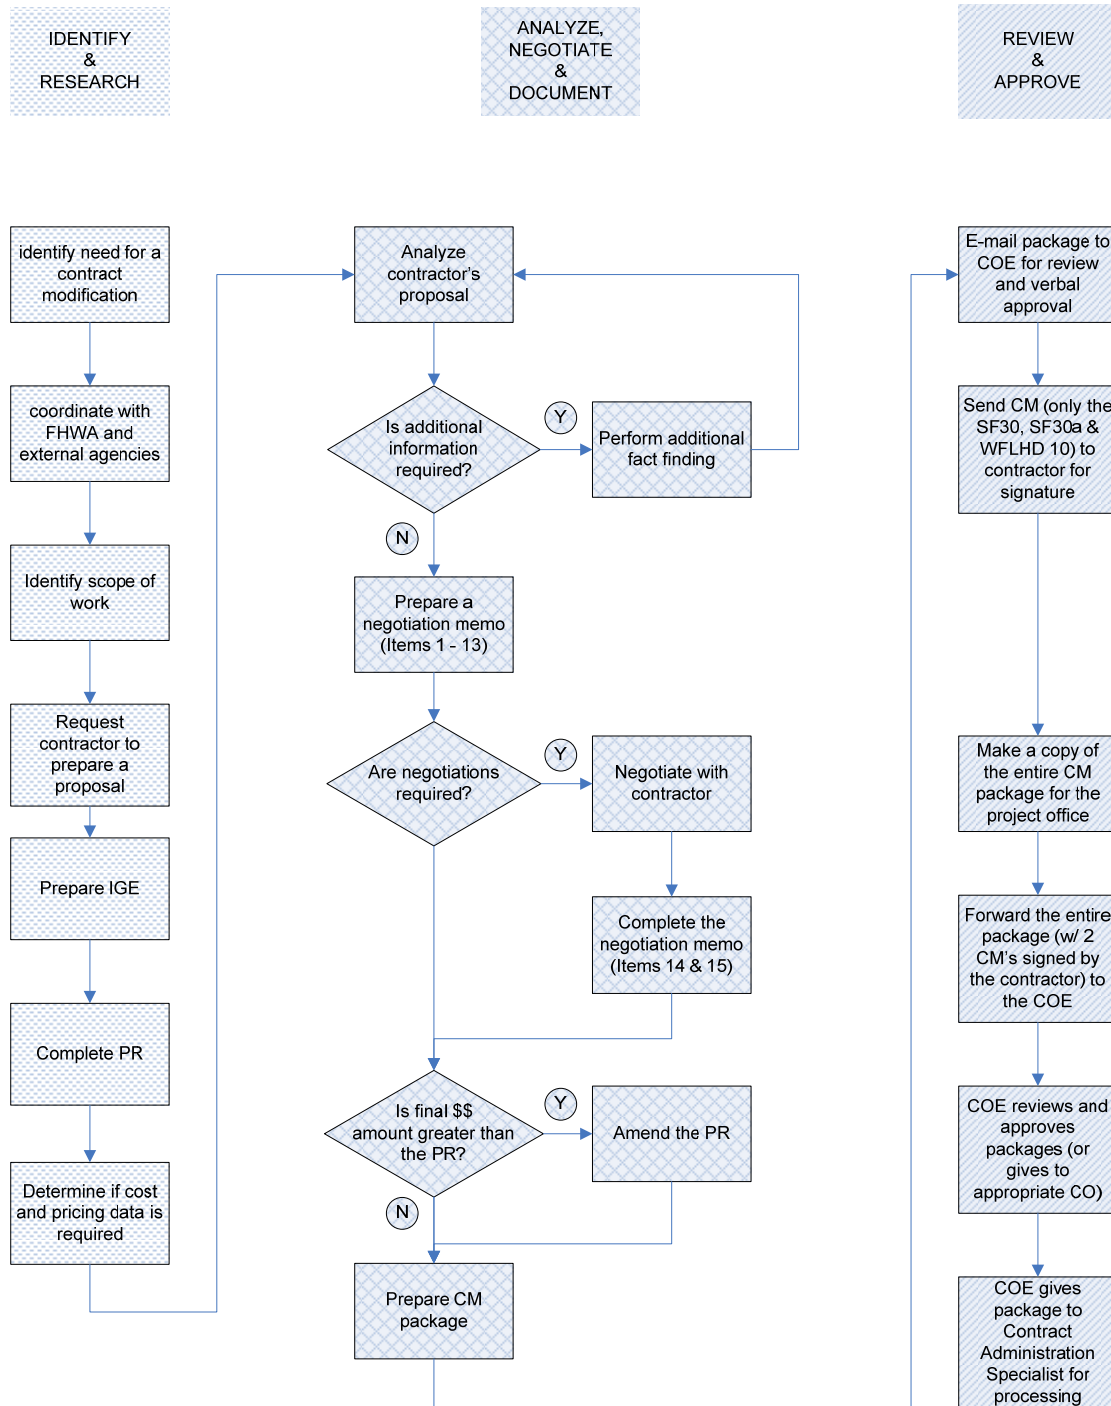 IDENTIFY
&
RESEARCH
ANALYZE,
NEGOTIATE
&
DOCUMENT
REVIEW
&
APPROVE
identify need for a
contract
modification
coordinate with
FHWA and
external agencies
Identify scope of
work
Request
contractor to
prepare a
proposal
Prepare IGE
Complete PR
Determine if cost
and pricing data is
required
Analyze
contractor's
proposal
Is additional
information
required?
Y
Perform additional
fact finding
N
Prepare a
negotiation memo
(Items 1 - 13)
Are negotiations
required?
Y
Negotiate with
contractor
Complete the
negotiation memo
(Items 14 & 15)
Is final $$
amount greater than
the PR?
Y
Amend the PR
N
Prepare CM
package
E-mail package to
COE for review
and verbal
approval
Send CM (only the
SF30, SF30a &
WFLHD 10) to
contractor for
signature
Make a copy of
the entire CM
package for the
project office
Forward the entire
package (w/ 2
CM's signed by
the contractor) to
the COE
COE reviews and
approves
packages (or
gives to
appropriate CO)
COE gives
package to
Contract
Administration
Specialist for
processing